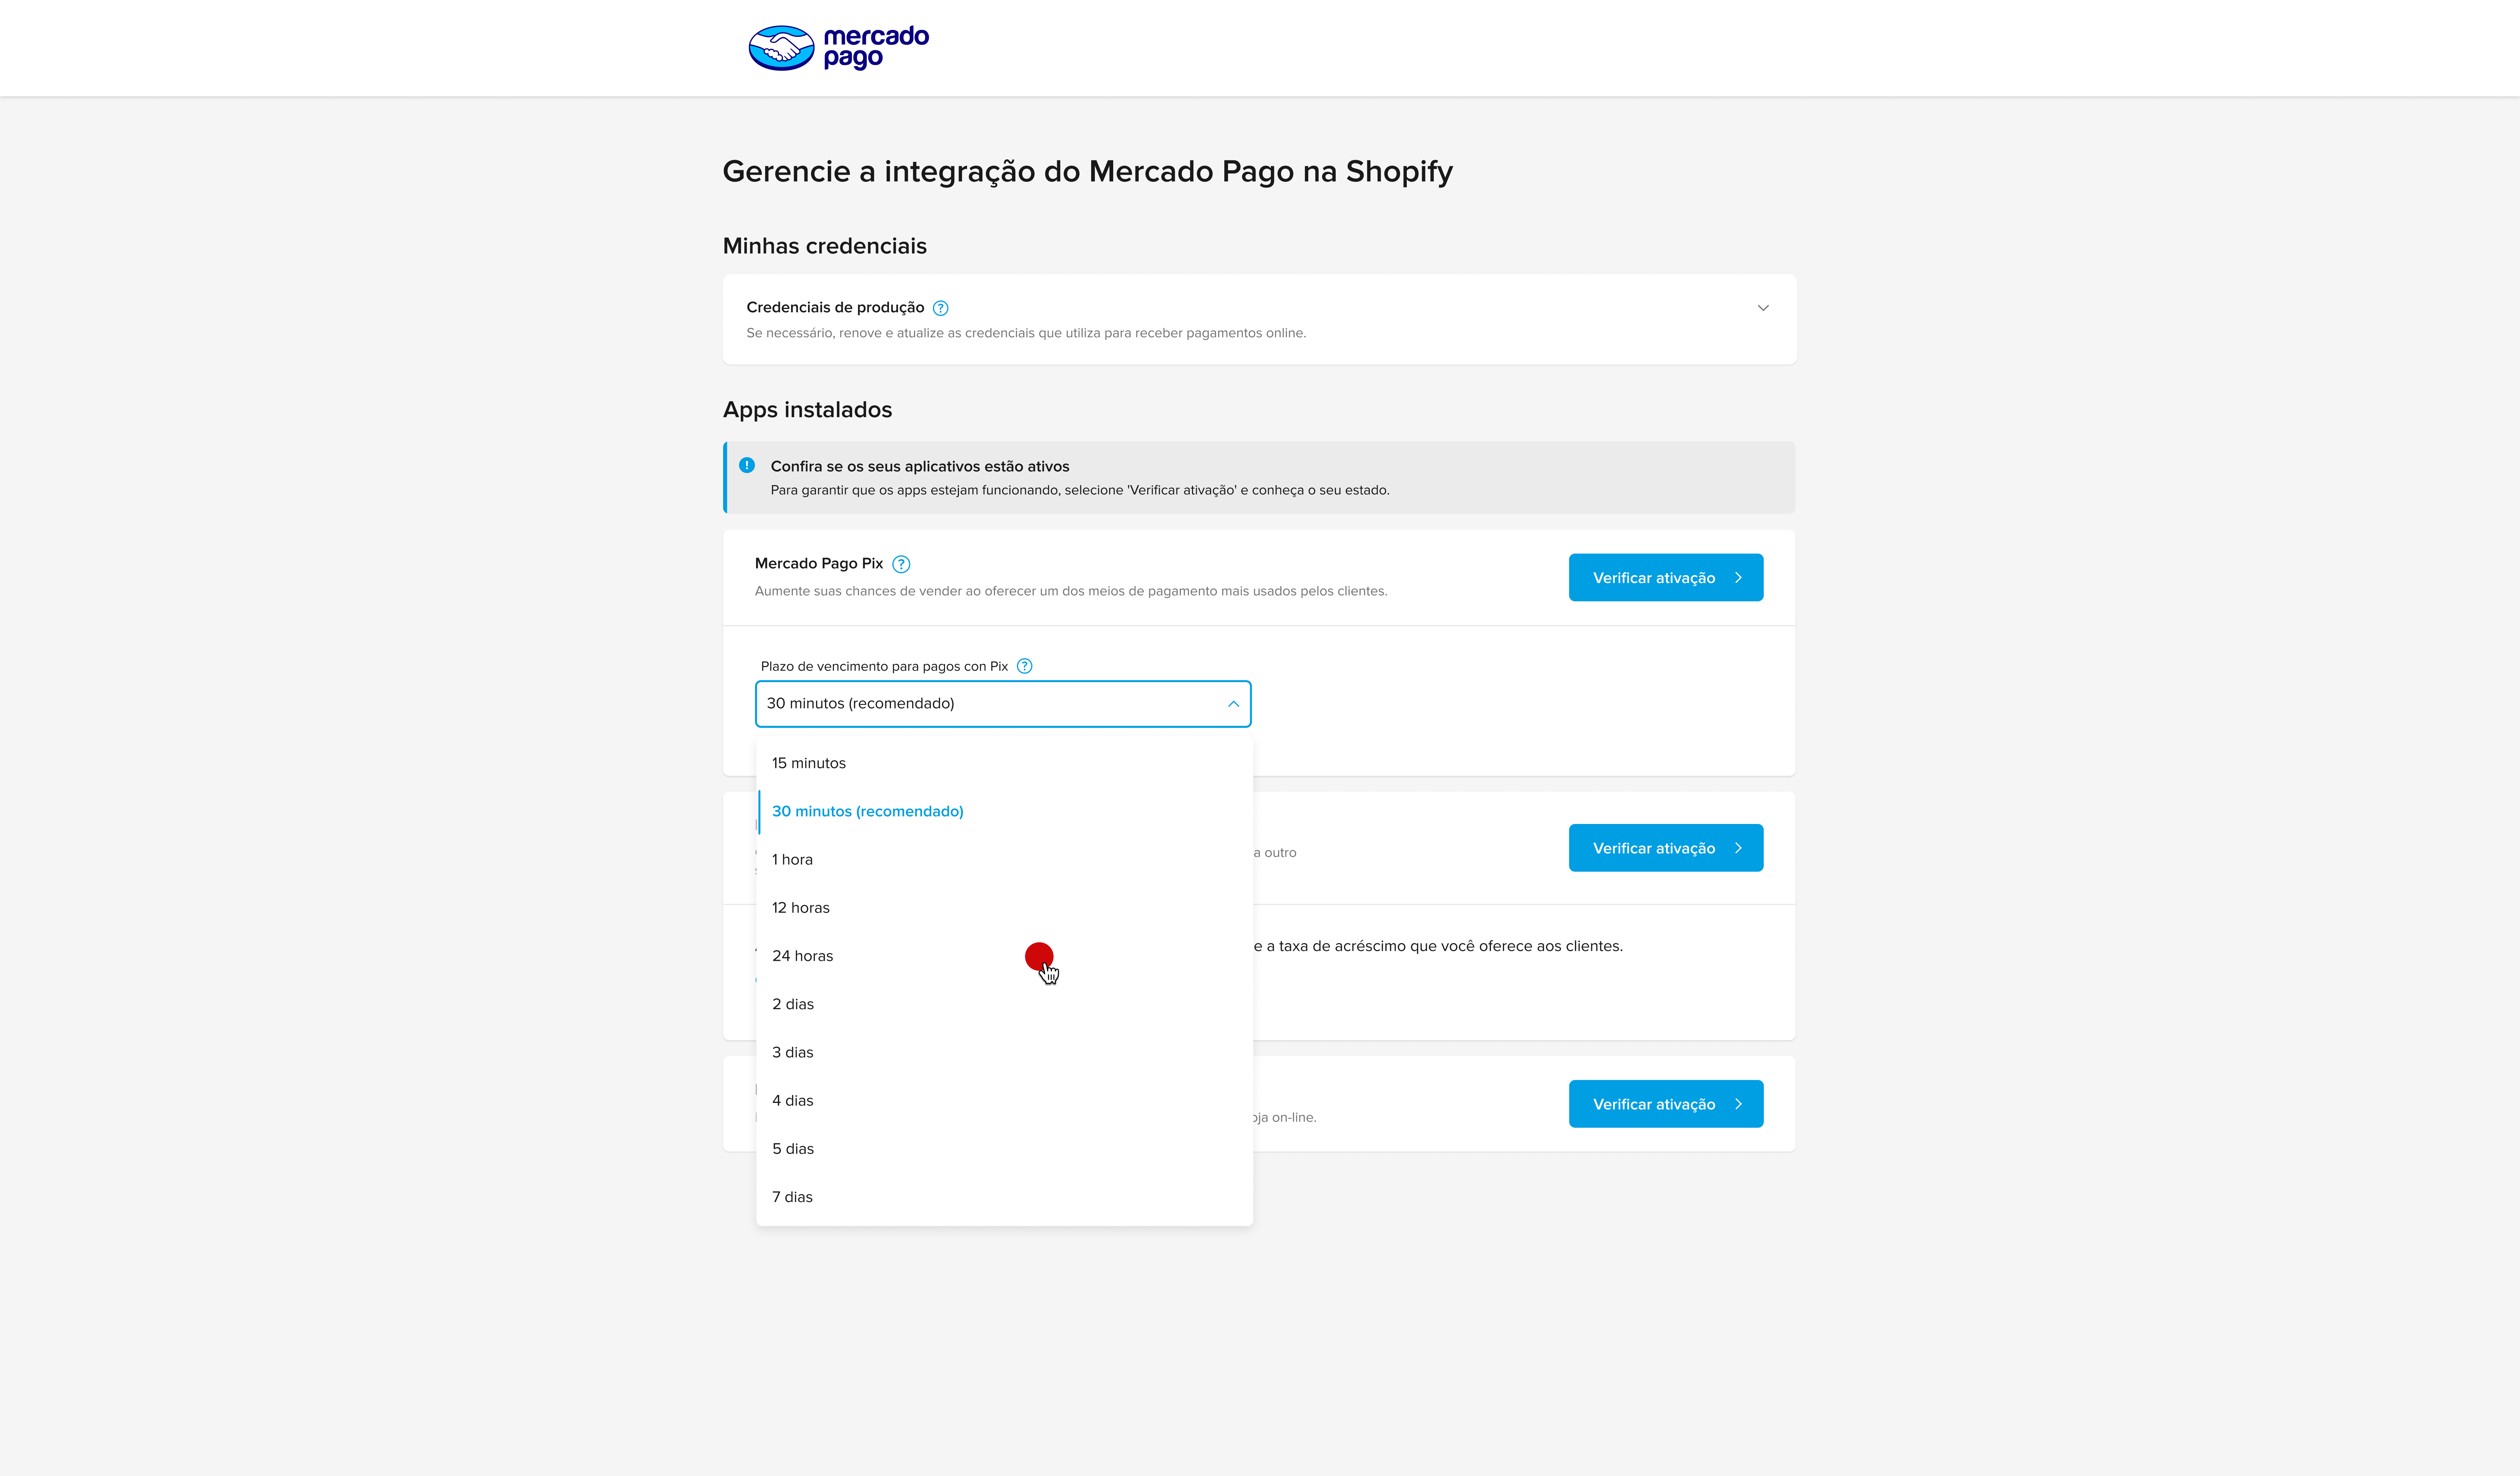 mercado
pago
Gerencie a integração do Mercado Pago na Shopify
Minhas credenciais
Credenciais de produção ?
Se necessário, renove e atualize as credenciais que utiliza para receber pagamentos online.
Apps instalados
! Confira se os seus aplicativos estão ativos
Para garantir que os apps estejam funcionando, selecione 'Verificar ativação' e conheça o seu estado.
Mercado Pago Pix ?
Aumente suas chances de vender ao oferecer um dos meios de pagamento mais usados pelos clientes.
Verificar ativação
Plazo de vencimento para pagos con Pix ?
30 minutos (recomendado)
15 minutos
30 minutos (recomendado)
1 hora
a outro
Verificar ativação
12 horas
24 horas
e a taxa de acréscimo que você oferece aos clientes.
2 dias
3 dias
4 dias
on-line.
Verificar ativação
5 dias
7 dias